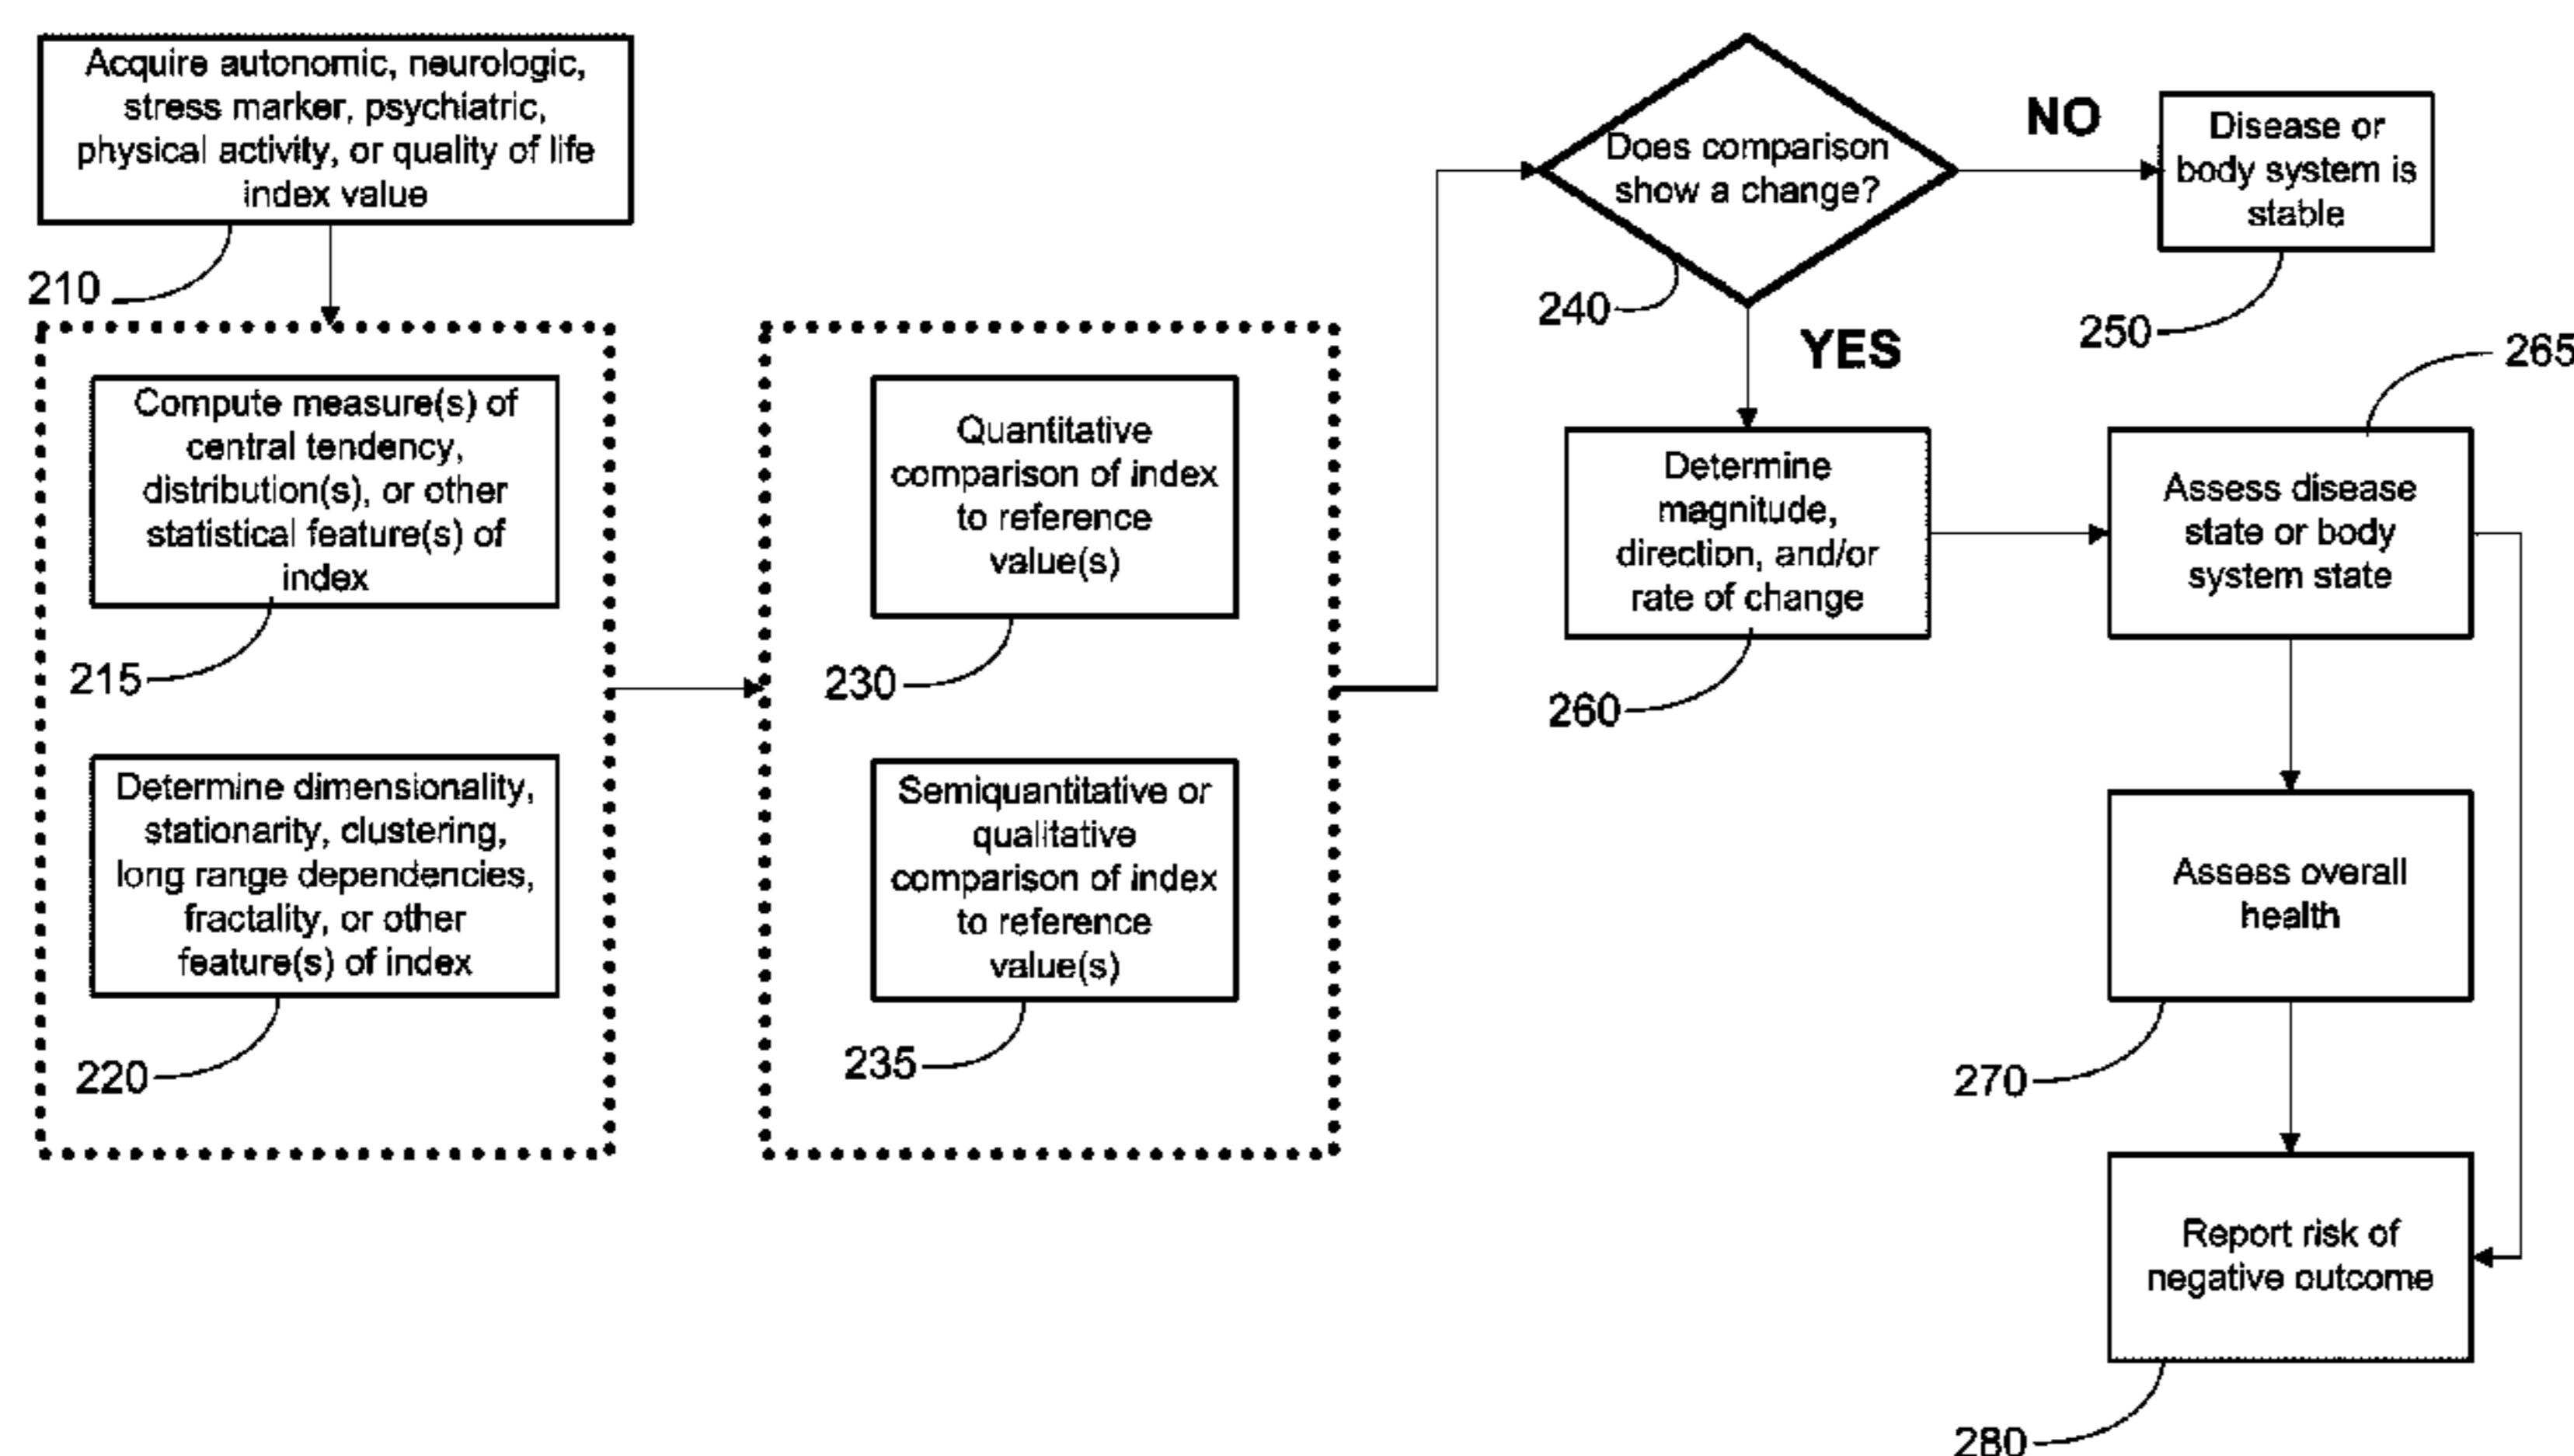 Acquire autonomic, neurologic,
stress marker, psychiatric,
physical activity, or quality of life
index value
210
Compute measure(s) of
central tendency,
distribution(s), or other
statistical feature(s) of
index
215
Determine dimensionality,
stationarity, clustering,
long range dependencies,
fractality, or other
feature(s) of index
220
Quantitative
comparison of index
to reference
value(s)
230
Semiquantitative or
qualitative
comparison of index
to reference
value(s)
235
Does comparison
show a change?
240
NO
Disease or
body system is
stable
250
YES
Determine
magnitude,
direction, and/or
rate of change
260
265
Assess disease
state or body
system state
Assess overall
health
270
Report risk of
negative outcome
280